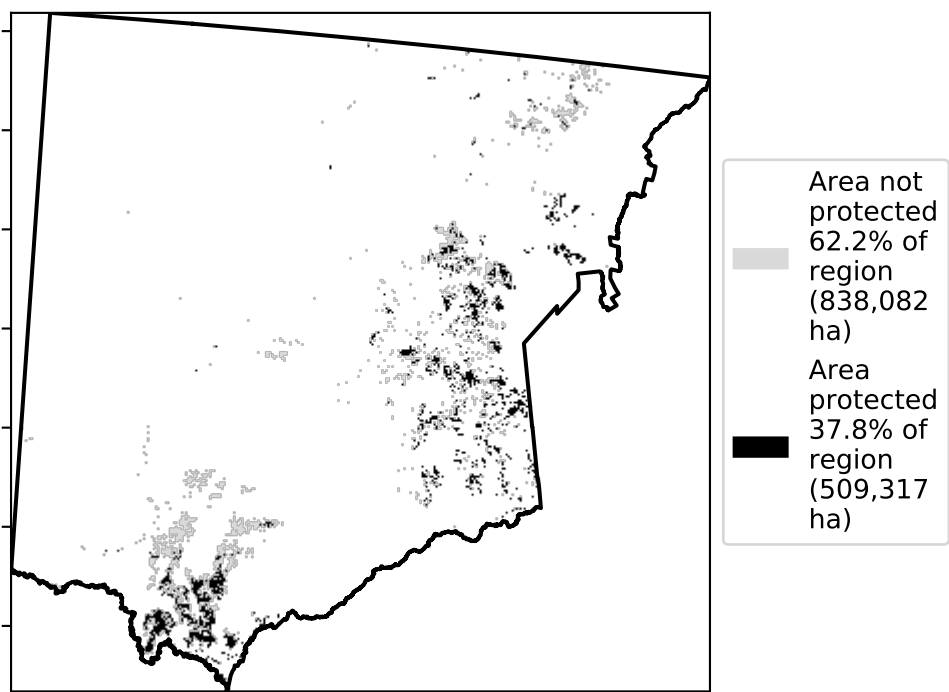 Area not
protected
62.2% of
region
(838,082
ha)
Area
protected
37.8% of
region
(509,317
ha)